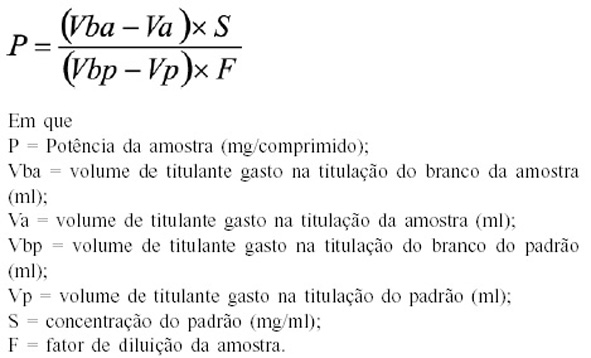 P = (Vba − Va) × S / (Vbp − Vp) × F
Em que
P = Potência da amostra (mg/comprimido);
Vba = volume de titulante gasto na titulação do branco da amostra
(ml);
Va = volume de titulante gasto na titulação da amostra (ml);
Vbp = volume de titulante gasto na titulação do branco do padrão
(ml);
Vp = volume de titulante gasto na titulação do padrão (ml);
S = concentração do padrão (mg/ml);
F = fator de diluição da amostra.